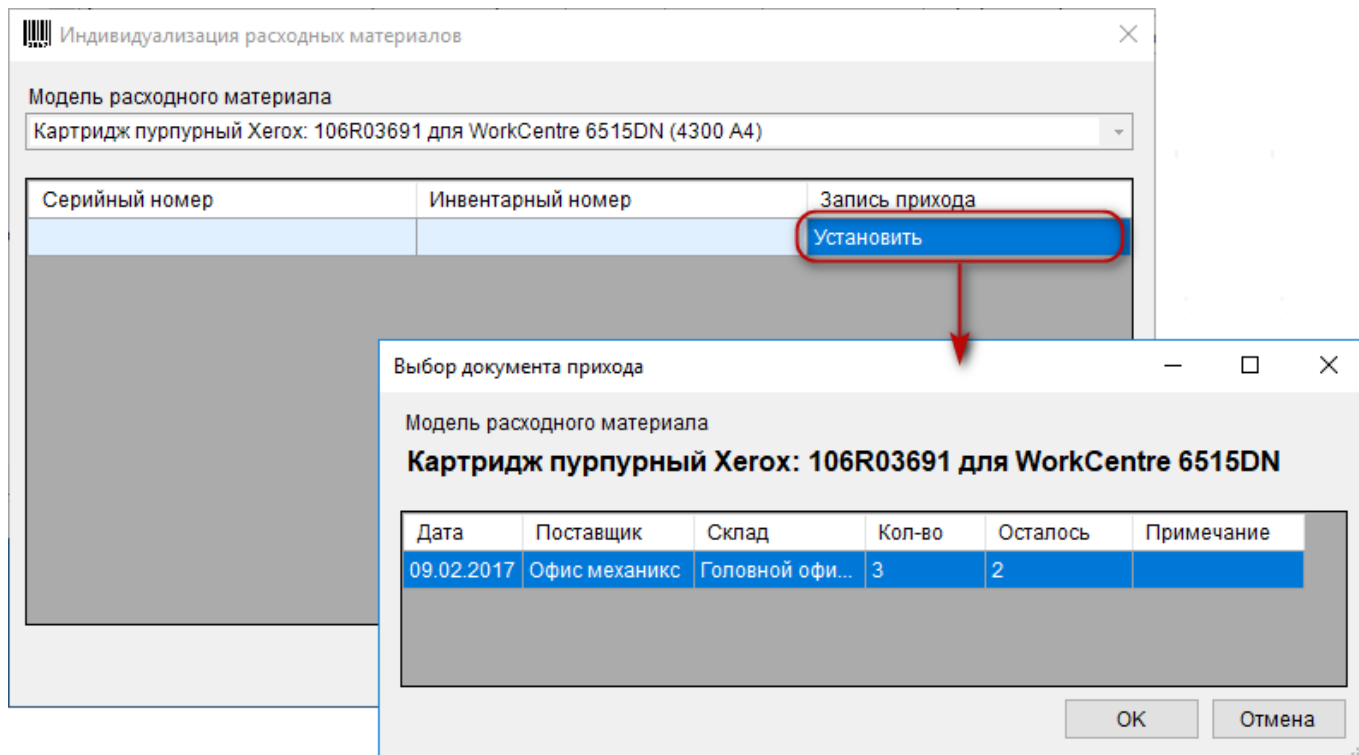 Индивидуализация расходных материалов
Модель расходного материала
Картридж пурпурный Xerox: 106R03691 для WorkCentre 6515DN (4300 A4)
Серийный номер Инвентарный номер Запись прихода
Установить
Выбор документа прихода
Модель расходного материала
Картридж пурпурный Xerox: 106R03691 для WorkCentre 6515DN
Дата Поставщик Склад Кол-во Осталось Примечание
09.02.2017 Офис механикс Головной офи... 3 2
OK Отмена